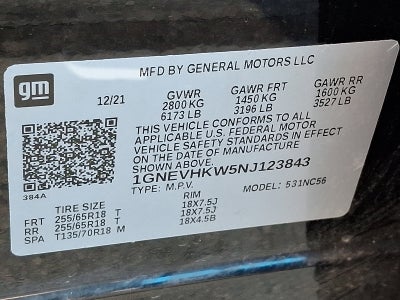 gm
MFD BY GENERAL MOTORS LLC
12/21 GVWR GAWR FRT GAWR RR
2800 KG 1450 KG 1600 KG
6173 LB 3196 LB 3527 LB
THIS VEHICLE CONFORMS TO ALL
APPLICABLE U.S. FEDERAL MOTOR
VEHICLE SAFETY STANDARDS IN EFFECT
ON THE DATE OF MANUFACTURE
SHOWN ABOVE.
1GNEVHKW5NJ123843
384A
TYPE: M.P.V. MODEL: 531NC56
TIRE SIZE RIM
FRT 255/65R18 T 18X7.5J
RR 255/65R18 T 18X7.5J
SPA T135/70R18 M 18X4.5B